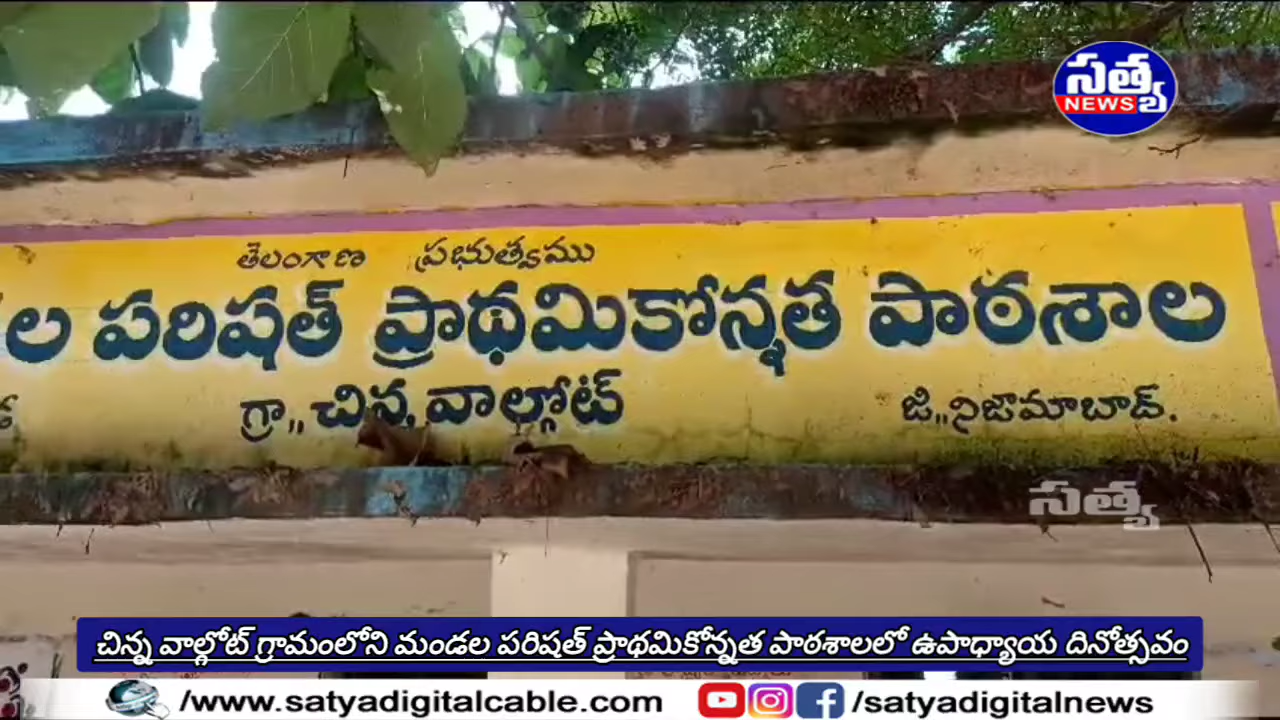 సత్య
NEWS
తెలంగాణ ప్రభుత్వము
ల పరిషత్ ప్రాథమికోన్నత పాఠశాల
గ్రా,, చిన్న వాల్గోట్ జి,, నిజామాబాద్.
సత్య
చిన్న వాల్గోట్ గ్రామంలోని మండల పరిషత్ ప్రాథమికోన్నత పాఠశాలలో ఉపాధ్యాయ దినోత్సవం
/www.satyadigitalcable.com /satyadigitalnews